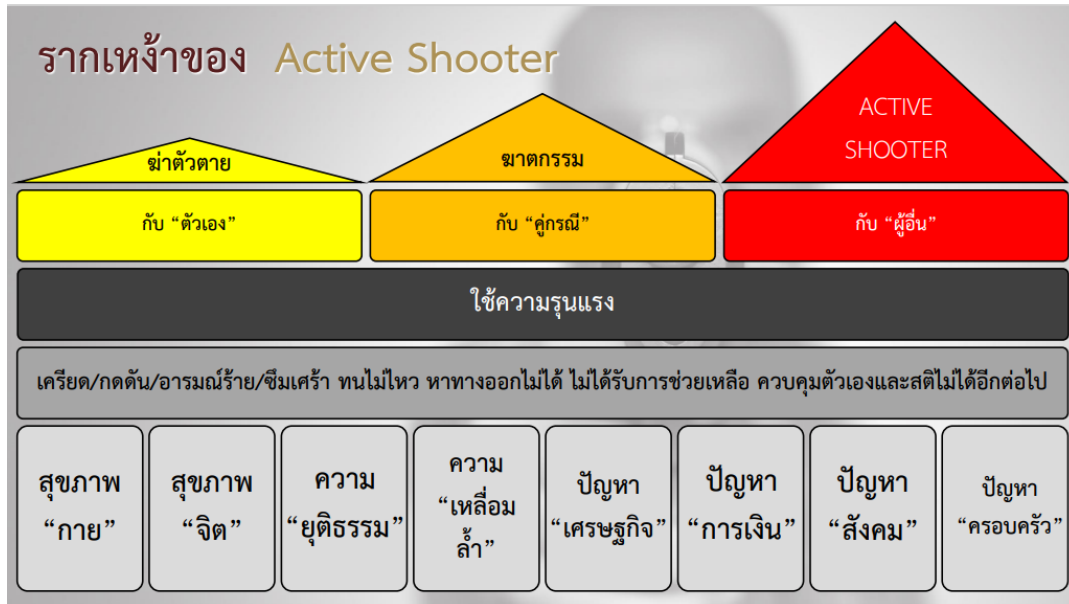 รากเหง้าของ Active Shooter
ฆ่าตัวตาย
ฆาตกรรม
ACTIVE
SHOOTER
กับ “ตัวเอง”
กับ “คู่กรณี”
กับ “ผู้อื่น”
ใช้ความรุนแรง
เครียด/กดดัน/อารมณ์ร้าย/ซึมเศร้า ทนไม่ไหว หาทางออกไม่ได้ ไม่ได้รับการช่วยเหลือ ควบคุมตัวเองและสติไม่ได้อีกต่อไป
สุขภาพ
“กาย”
สุขภาพ
“จิต”
ความ
“ยุติธรรม”
ความ
“เหลื่อม
ล้ำ”
ปัญหา
“เศรษฐกิจ”
ปัญหา
“การเงิน”
ปัญหา
“สังคม”
ปัญหา
“ครอบครัว”